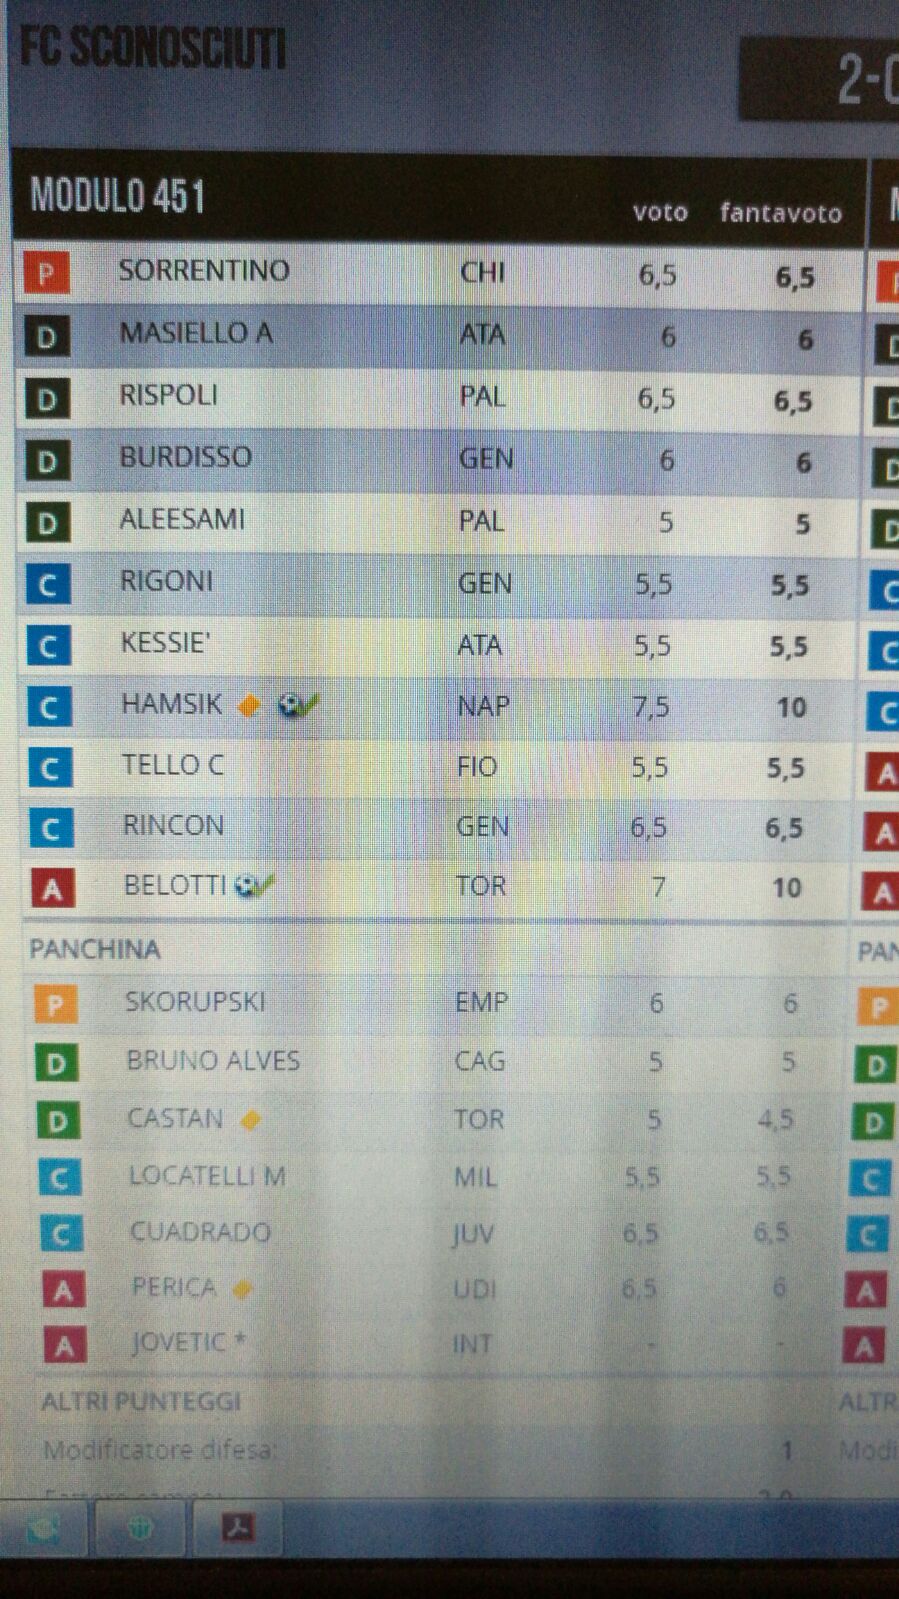 FC SCONOSCIUTI
2-
MODULO 451 voto fantavoto
P SORRENTINO CHI 6,5 6,5
D MASIELLO A ATA 6 6
D RISPOLI PAL 6,5 6,5
D BURDISSO GEN 6 6
D ALEESAMI PAL 5 5
C RIGONI GEN 5,5 5,5
C KESSIE' ATA 5,5 5,5
C HAMSIK NAP 7,5 10
C TELLO C FIO 5,5 5,5
C RINCON GEN 6,5 6,5
A BELOTTI TOR 7 10
PANCHINA
P SKORUPSKI EMP 6 6
D BRUNO ALVES CAG 5 5
D CASTAN TOR 5 4,5
C LOCATELLI M MIL 5,5 5,5
C CUADRADO JUV 6,5 6,5
A PERICA UDI 6,5 6
A JOVETIC * INT - -
ALTRI PUNTEGGI
Modificatore difesa: 1
P
D
D
D
D
C
C
C
A
A
A
PAN
P
D
D
C
C
A
A
ALTR
Modi